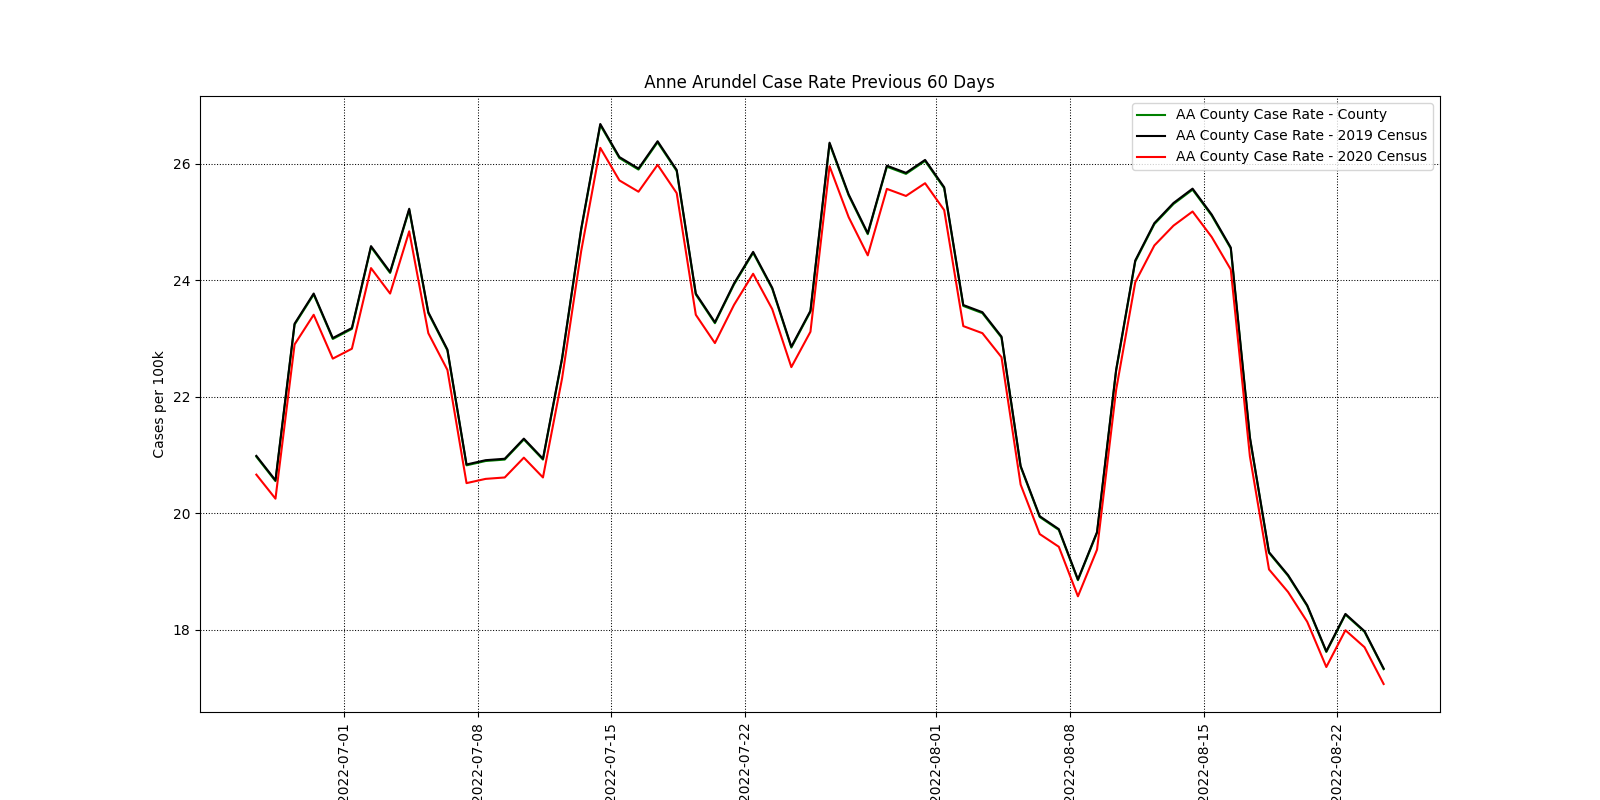 Anne Arundel Case Rate Previous 60 Days
AA County Case Rate - County
AA County Case Rate - 2019 Census
AA County Case Rate - 2020 Census
Cases per 100k
26
24
22
20
18
2022-07-01
2022-07-08
2022-07-15
2022-07-22
2022-08-01
2022-08-08
2022-08-15
2022-08-22